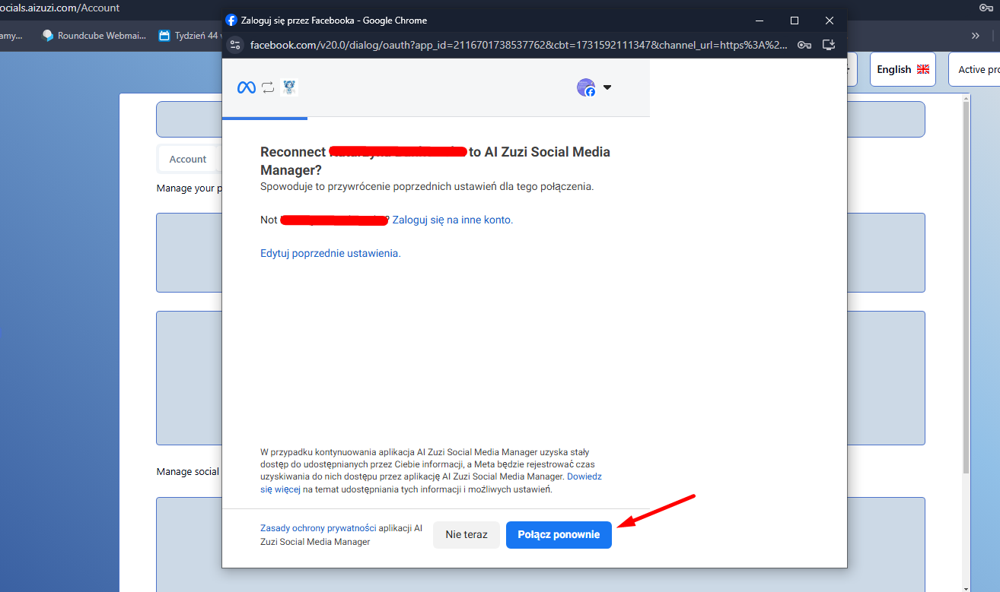 ocials.aizuzi.com/Account
amy...
Roundcube Webmai...
Tydzień 44
Zaloguj się przez Facebooka - Google Chrome
facebook.com/v20.0/dialog/oauth?app_id=2116701738537762&cbt=1731592111347&channel_url=https%3A%2...
English
Active pro
Account
Manage your p
Reconnect to AI Zuzi Social Media
Manager?
Spowoduje to przywrócenie poprzednich ustawień dla tego połączenia.
Not ? Zaloguj się na inne konto.
Edytuj poprzednie ustawienia.
W przypadku kontynuowania aplikacja AI Zuzi Social Media Manager uzyska stały
dostęp do udostępnianych przez Ciebie informacji, a Meta będzie rejestrować czas
uzyskiwania do nich dostępu przez aplikację AI Zuzi Social Media Manager. Dowiedz
się więcej na temat udostępniania tych informacji i możliwych ustawień.
Manage social
Zasady ochrony prywatności aplikacji AI
Zuzi Social Media Manager
Nie teraz
Połącz ponownie